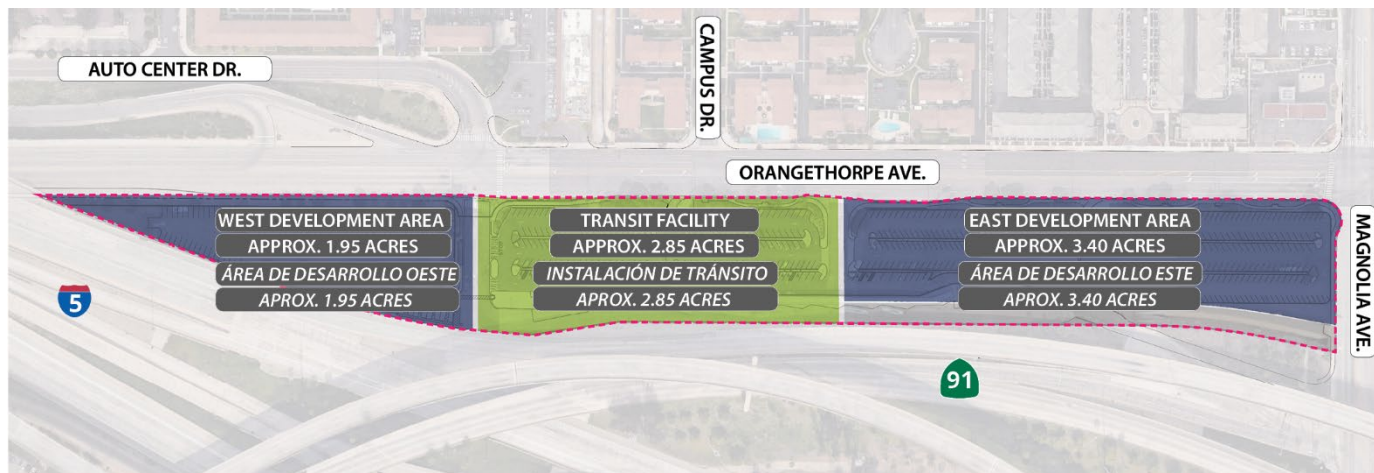 AUTO CENTER DR.
CAMPUS DR.
ORANGETHORPE AVE.
WEST DEVELOPMENT AREA
APPROX. 1.95 ACRES
ÁREA DE DESARROLLO OESTE
APROX. 1.95 ACRES
TRANSIT FACILITY
APPROX. 2.85 ACRES
INSTALACIÓN DE TRÁNSITO
APROX. 2.85 ACRES
EAST DEVELOPMENT AREA
APPROX. 3.40 ACRES
ÁREA DE DESARROLLO ESTE
APROX. 3.40 ACRES
MAGNOLIA AVE.
5
91